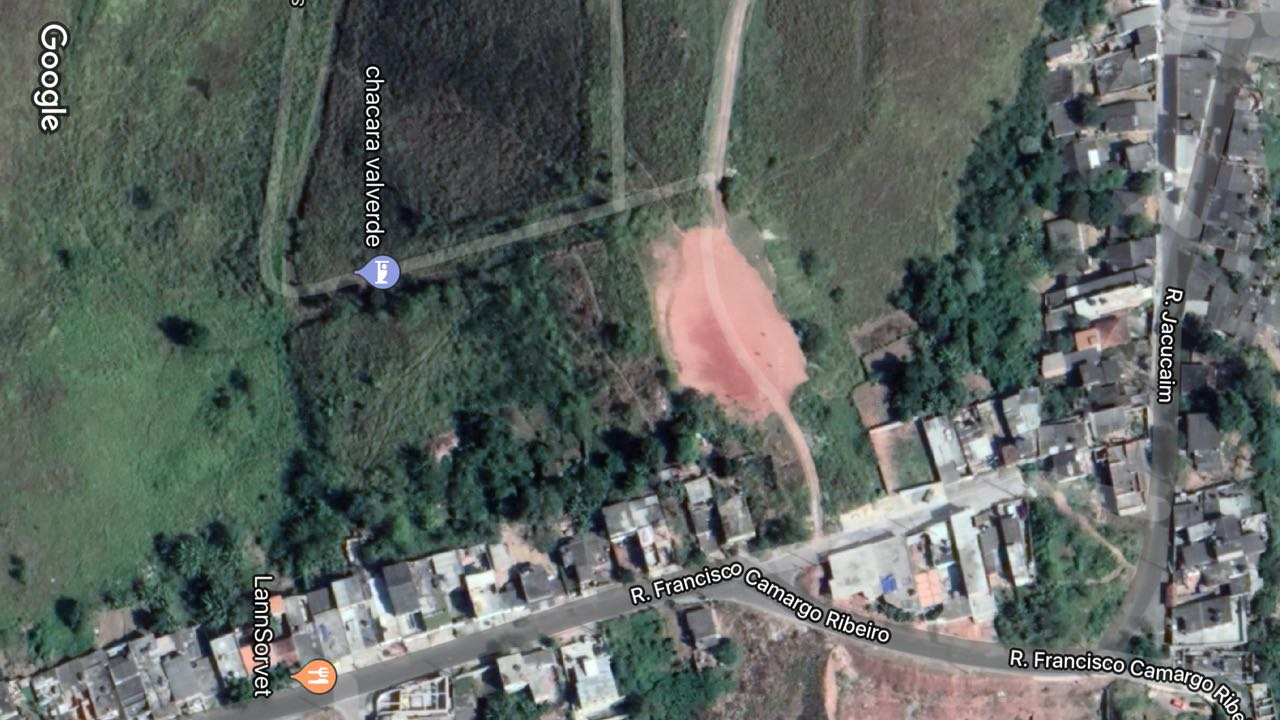 s
Google
chacara valverde
R. Jacucaim
LannSorvet
R. Francisco Camargo Ribeiro
R. Francisco Camargo Ribe